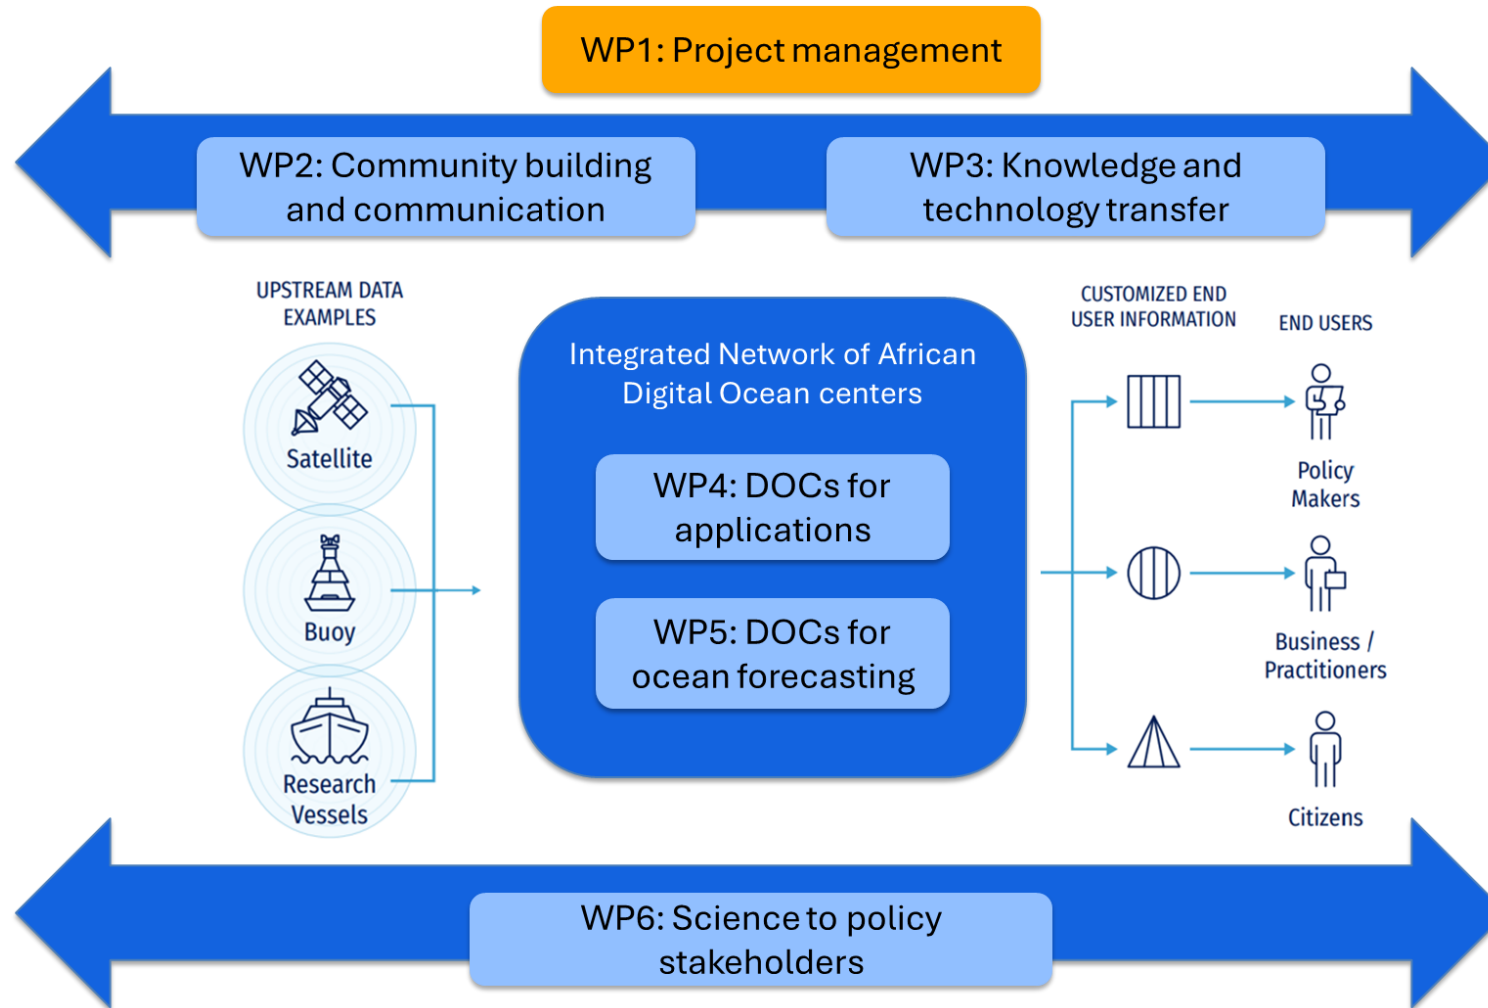 WP1: Project management
WP2: Community building
and communication
WP3: Knowledge and
technology transfer
UPSTREAM DATA
EXAMPLES
Satellite
Buoy
Research
Vessels
Integrated Network of African
Digital Ocean centers
WP4: DOCs for
applications
WP5: DOCs for
ocean forecasting
CUSTOMIZED END
USER INFORMATION
END USERS
Policy
Makers
Business /
Practitioners
Citizens
WP6: Science to policy
stakeholders